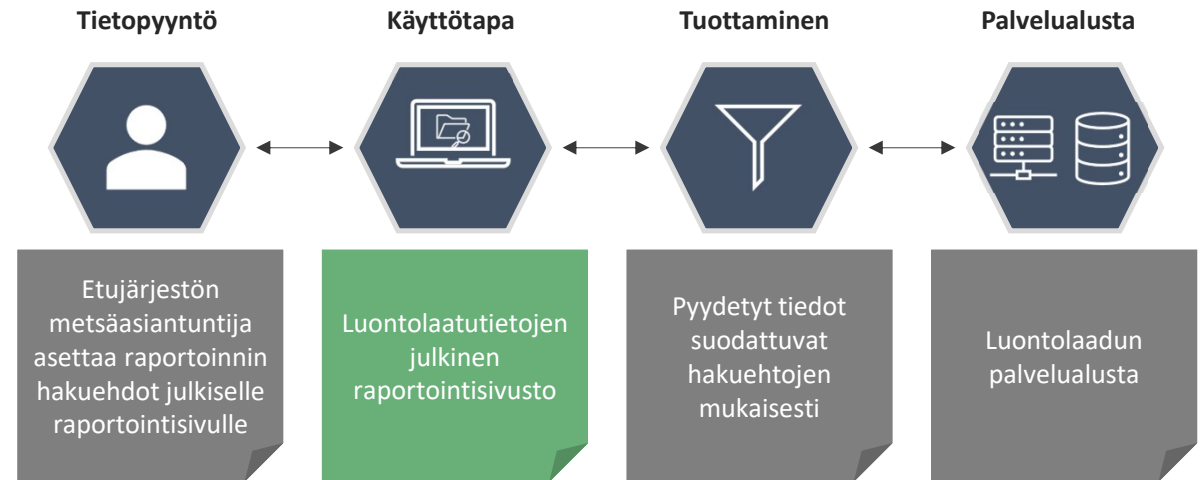 Tietopyyntö
Käyttötapa
Tuottaminen
Palvelualusta
Etujärjestön
metsäasiantuntija
asettaa raportoinnin
hakuehdot julkiselle
raportointisivulle
Luontolaatutietojen
julkinen
raportointisivusto
Pyydetyt tiedot
suodattuvat
hakuehtojen
mukaisesti
Luontolaadun
palvelualusta